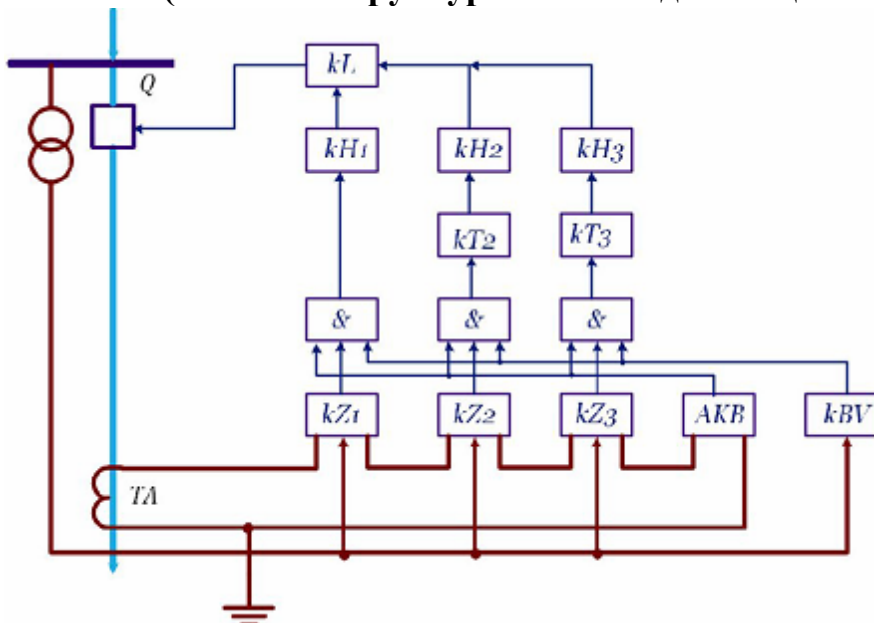 Q
kL
kH1 kH2 kH3
kT2 kT3
& & &
kZ1 kZ2 kZ3 AKB kBV
TA